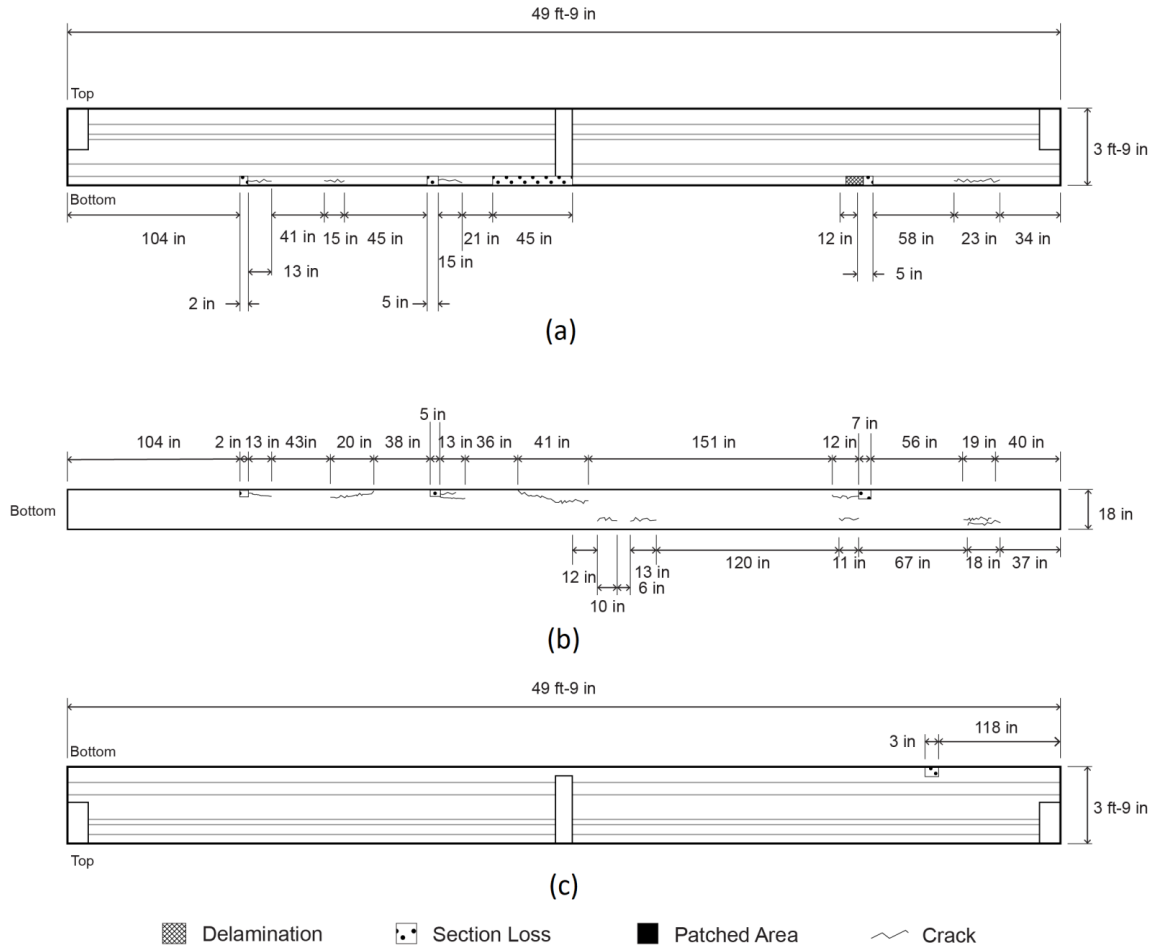 49 ft-9 in
Top
3 ft-9 in
Bottom
104 in
41 in
15 in
45 in
21 in
45 in
12 in
58 in
23 in
34 in
13 in
15 in
5 in
2 in
5 in
(a)
5 in
7 in
104 in
2 in
13 in
43in
20 in
38 in
13 in
36 in
41 in
151 in
12 in
56 in
19 in
40 in
Bottom
18 in
12 in
13 in
120 in
11 in
67 in
18 in
37 in
6 in
10 in
(b)
49 ft-9 in
118 in
3 in
Bottom
3 ft-9 in
Top
(c)
Delamination
Section Loss
Patched Area
Crack